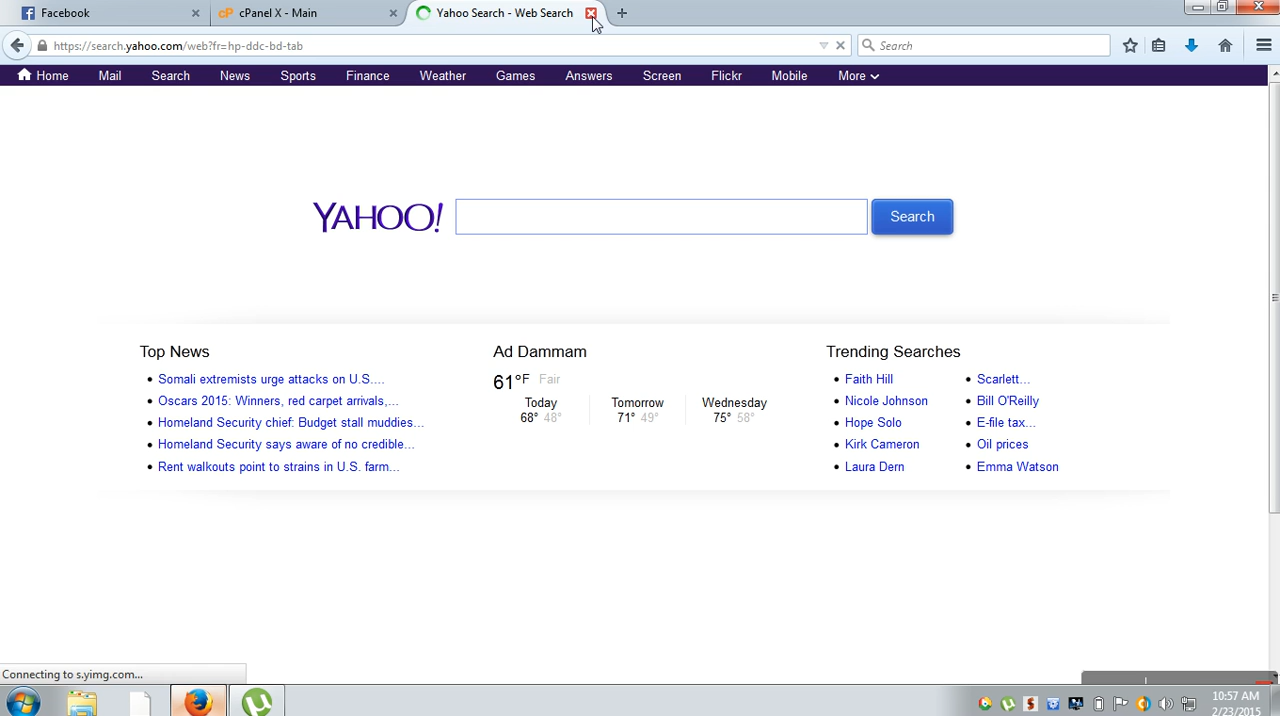 Facebook
cP cPanel X - Main
Yahoo Search - Web Search
https://search.yahoo.com/web?fr=hp-ddc-bd-tab
Search
Home Mail Search News Sports Finance Weather Games Answers Screen Flickr Mobile More
YAHOO!
Search
Top News
Somali extremists urge attacks on U.S....
Oscars 2015: Winners, red carpet arrivals,...
Homeland Security chief: Budget stall muddies...
Homeland Security says aware of no credible...
Rent walkouts point to strains in U.S. farm...
Ad Dammam
61°F Fair
Today Tomorrow Wednesday
68° 48° 71° 49° 75° 58°
Trending Searches
Faith Hill
Nicole Johnson
Hope Solo
Kirk Cameron
Laura Dern
Scarlett...
Bill O'Reilly
E-file tax...
Oil prices
Emma Watson
Connecting to s.yimg.com...
10:57 AM
2/23/2015